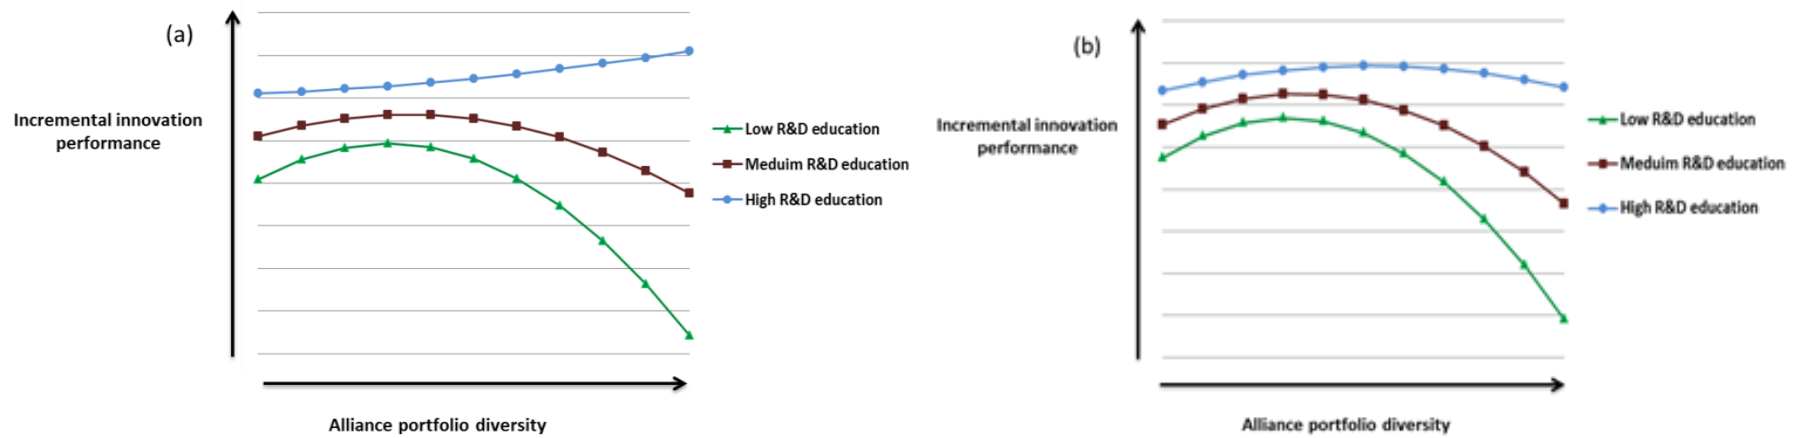 (a)
Incremental innovation
performance
Low R&D education
Meduim R&D education
High R&D education
Alliance portfolio diversity
(b)
Incremental innovation
performance
Low R&D education
Meduim R&D education
High R&D education
Alliance portfolio diversity